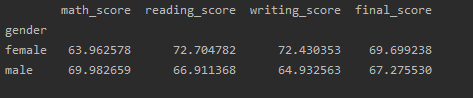 math_score reading_score writing_score final_score
gender
female 63.962578 72.704782 72.430353 69.699238
male 69.982659 66.911368 64.932563 67.275530